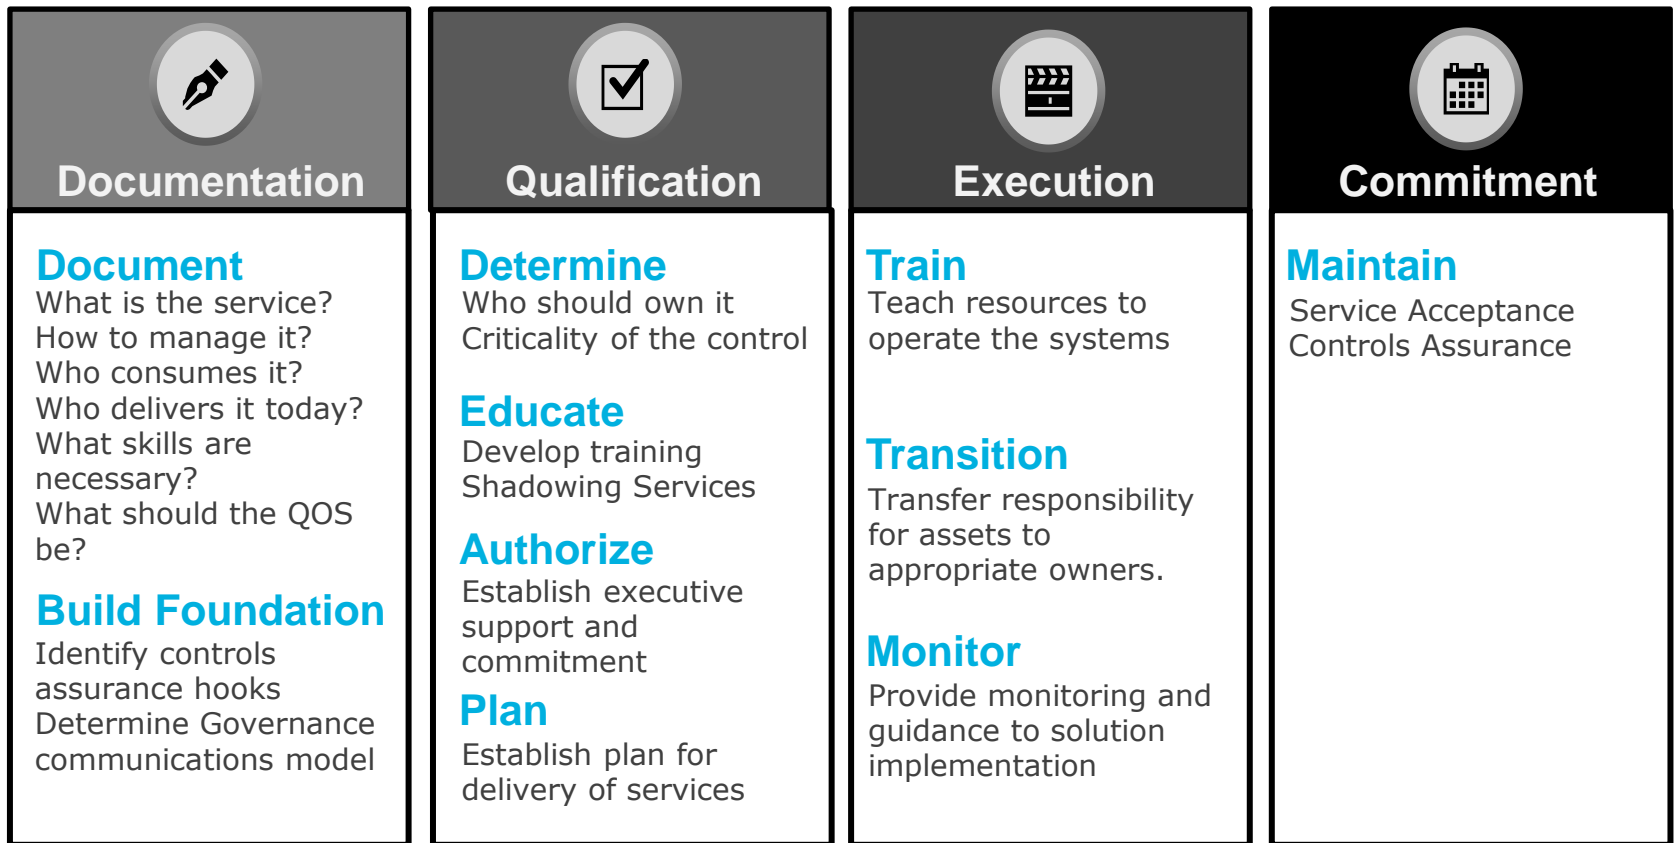 Documentation
Document
What is the service?
How to manage it?
Who consumes it?
Who delivers it today?
What skills are
necessary?
What should the QOS
be?
Build Foundation
Identify controls
assurance hooks
Determine Governance
communications model
Qualification
Determine
Who should own it
Criticality of the control
Educate
Develop training
Shadowing Services
Authorize
Establish executive
support and
commitment
Plan
Establish plan for
delivery of services
Execution
Train
Teach resources to
operate the systems
Transition
Transfer responsibility
for assets to
appropriate owners.
Monitor
Provide monitoring and
guidance to solution
implementation
Commitment
Maintain
Service Acceptance
Controls Assurance